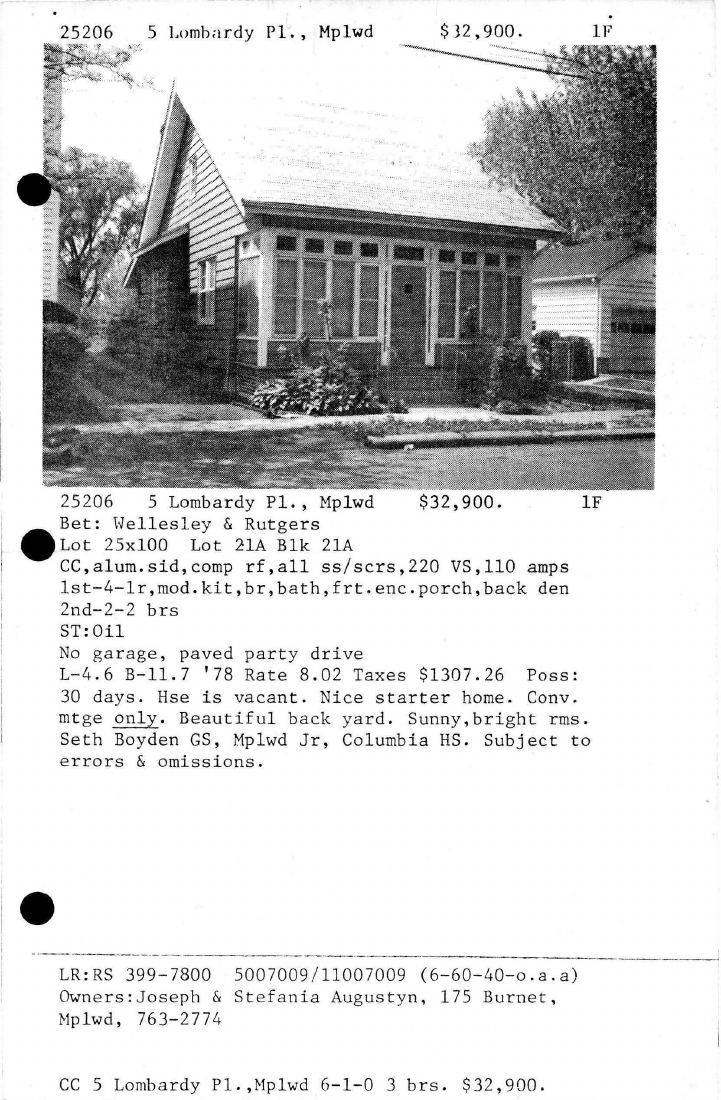 25206 5 Lombardy Pl., Mplwd $32,900. 1F
25206 5 Lombardy Pl., Mplwd $32,900. 1F
Bet: Wellesley & Rutgers
Lot 25x100 Lot 21A Blk 21A
CC,alum.sid,comp rf,all ss/scrs,220 VS,110 amps
1st-4-lr,mod.kit,br,bath,frt.enc.porch,back den
2nd-2-2 brs
ST:Oil
No garage, paved party drive
L-4.6 B-11.7 '78 Rate 8.02 Taxes $1307.26 Poss:
30 days. Hse is vacant. Nice starter home. Conv.
mtge only. Beautiful back yard. Sunny,bright rms.
Seth Boyden GS, Mplwd Jr, Columbia HS. Subject to
errors & omissions.
LR:RS 399-7800 5007009/11007009 (6-60-40-o.a.a)
Owners:Joseph & Stefania Augustyn, 175 Burnet,
Mplwd, 763-2774
CC 5 Lombardy Pl.,Mplwd 6-1-0 3 brs. $32,900.